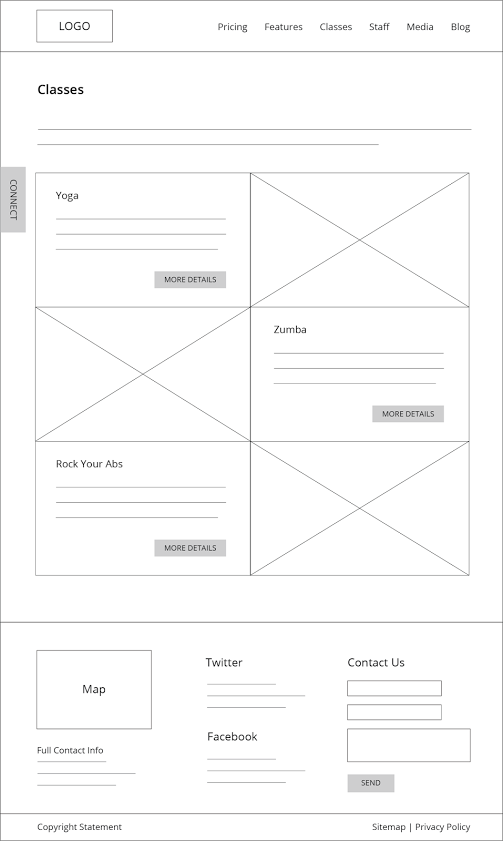 LOGO
Pricing Features Classes Staff Media Blog
Classes
CONNECT
Yoga
MORE DETAILS
Zumba
MORE DETAILS
Rock Your Abs
MORE DETAILS
Map
Full Contact Info
Twitter
Facebook
Contact Us
SEND
Copyright Statement
Sitemap | Privacy Policy